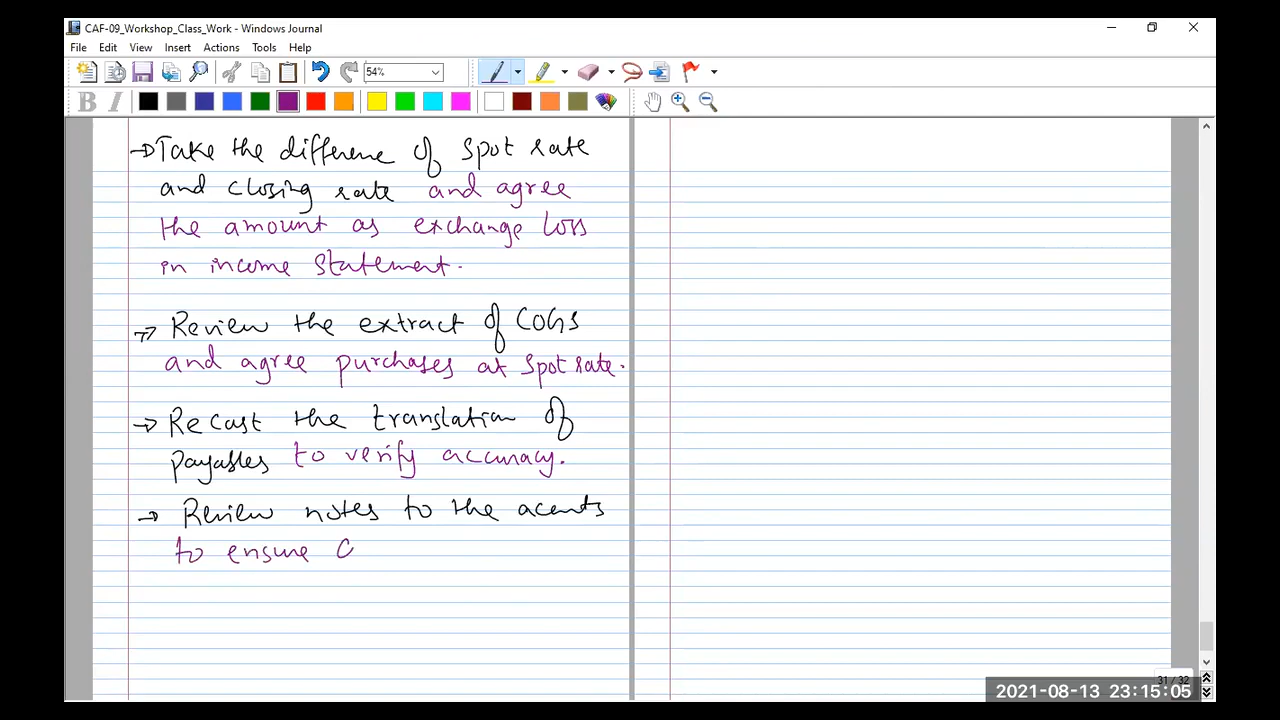 CAF-09_Workshop_Class_Work - Windows Journal
File Edit View Insert Actions Tools Help
54%
B I
→ Take the difference of spot rate
and closing rate and agree
the amount as exchange loss
in income statement.
→ Review the extract of COGS
and agree purchases at spot rate.
→ Recast the translation of
payables to verify accuracy.
→ Review notes to the acents
to ensure C
31 / 32
2021-08-13 23:15:05